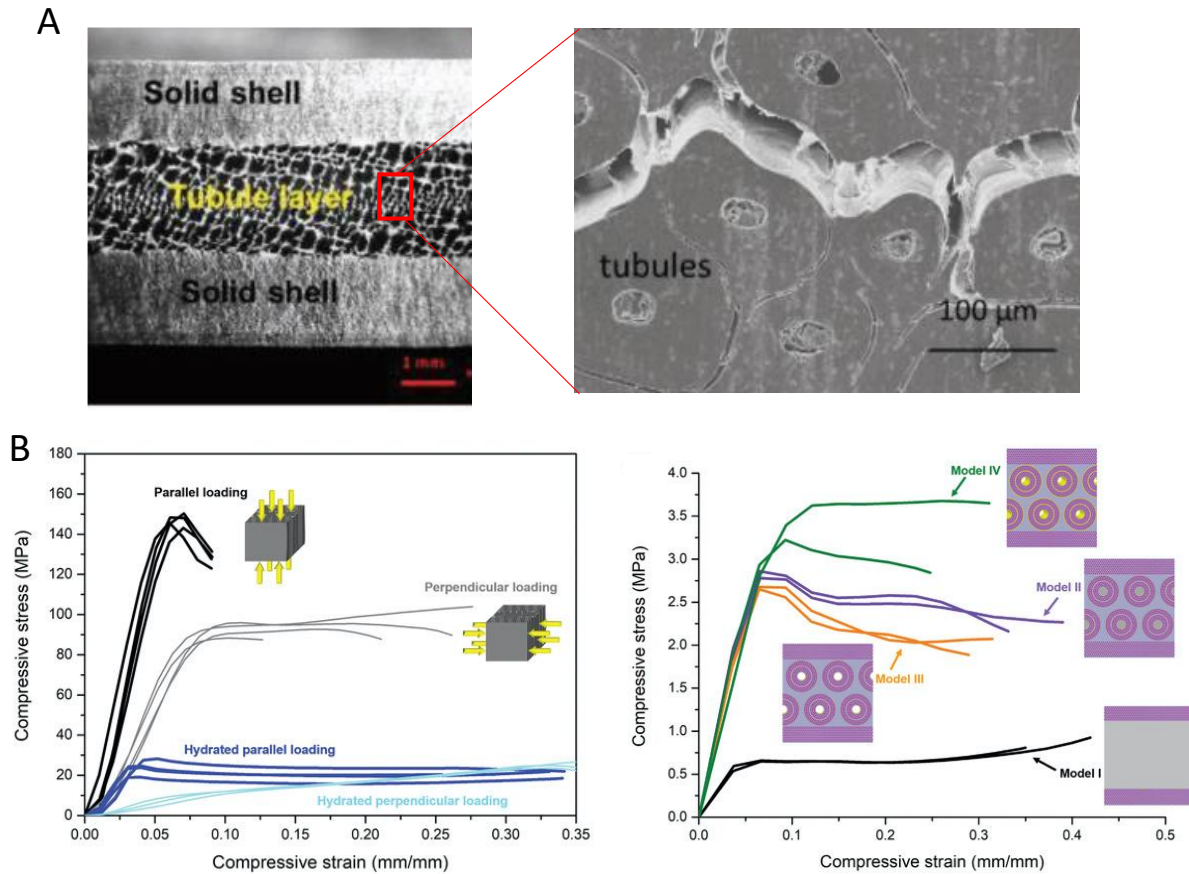 A
Solid shell
Tubule layer
Solid shell
1 mm
tubules
100 µm
B
180
160
140
120
100
80
60
40
20
0
0.00
0.05
0.10
0.15
0.20
0.25
0.30
0.35
Compressive stress (MPa)
Compressive strain (mm/mm)
Parallel loading
Perpendicular loading
Hydrated parallel loading
Hydrated perpendicular loading
4.0
3.5
3.0
2.5
2.0
1.5
1.0
0.5
0.0
0.0
0.1
0.2
0.3
0.4
0.5
Compressive stress (MPa)
Compressive strain (mm/mm)
Model IV
Model II
Model III
Model I